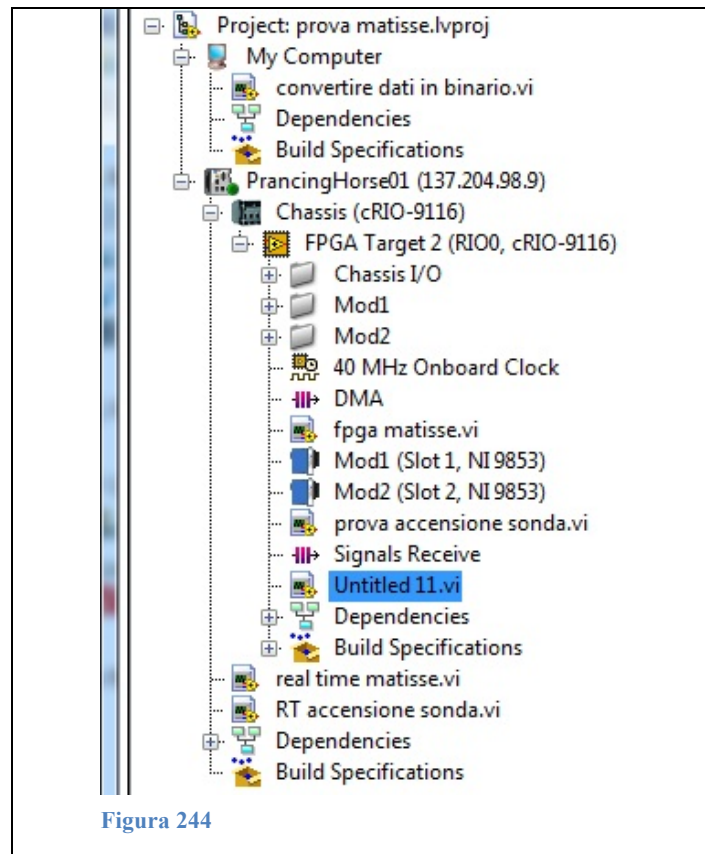 Project: prova matisse.lvproj
My Computer
convertire dati in binario.vi
Dependencies
Build Specifications
PrancingHorse01 (137.204.98.9)
Chassis (cRIO-9116)
FPGA Target 2 (RIO0, cRIO-9116)
Chassis I/O
Mod1
Mod2
40 MHz Onboard Clock
DMA
fpga matisse.vi
Mod1 (Slot 1, NI 9853)
Mod2 (Slot 2, NI 9853)
prova accensione sonda.vi
Signals Receive
Untitled 11.vi
Dependencies
Build Specifications
real time matisse.vi
RT accensione sonda.vi
Dependencies
Build Specifications
Figura 244